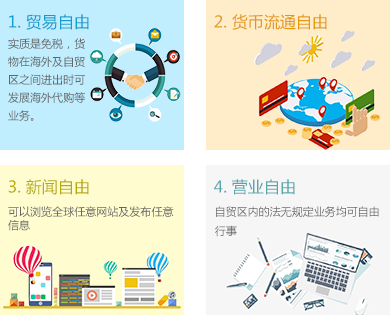 1. 贸易自由
实质是免税，货
物在海外及自贸
区之间进出时可
发展海外代购等
业务。
2. 货币流通自由
3. 新闻自由
可以浏览全球任意网站及发布任意
信息
4. 营业自由
自贸区内的法无规定业务均可自由
行事